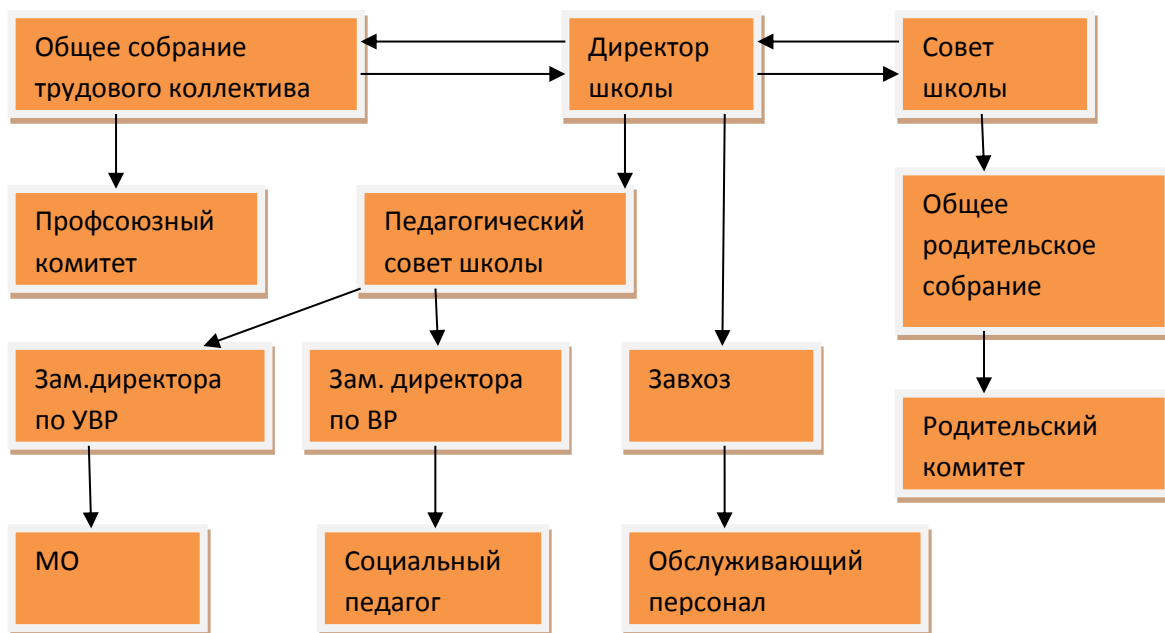 Общее собрание
трудового коллектива
Директор
школы
Совет
школы
Профсоюзный
комитет
Педагогический
совет школы
Общее
родительское
собрание
Зам.директора
по УВР
Зам. директора
по ВР
Завхоз
Родительский
комитет
МО
Социальный
педагог
Обслуживающий
персонал